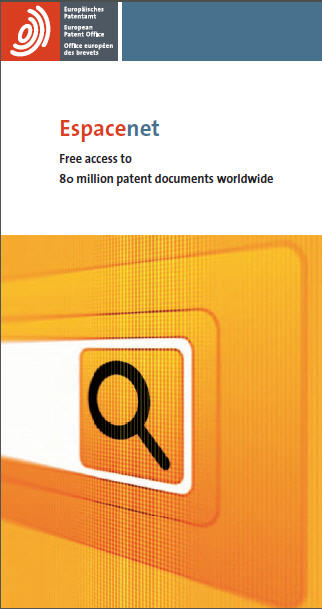 Europäisches
Patentamt
European
Patent Office
Office européen
des brevets
Espacenet
Free access to
80 million patent documents worldwide